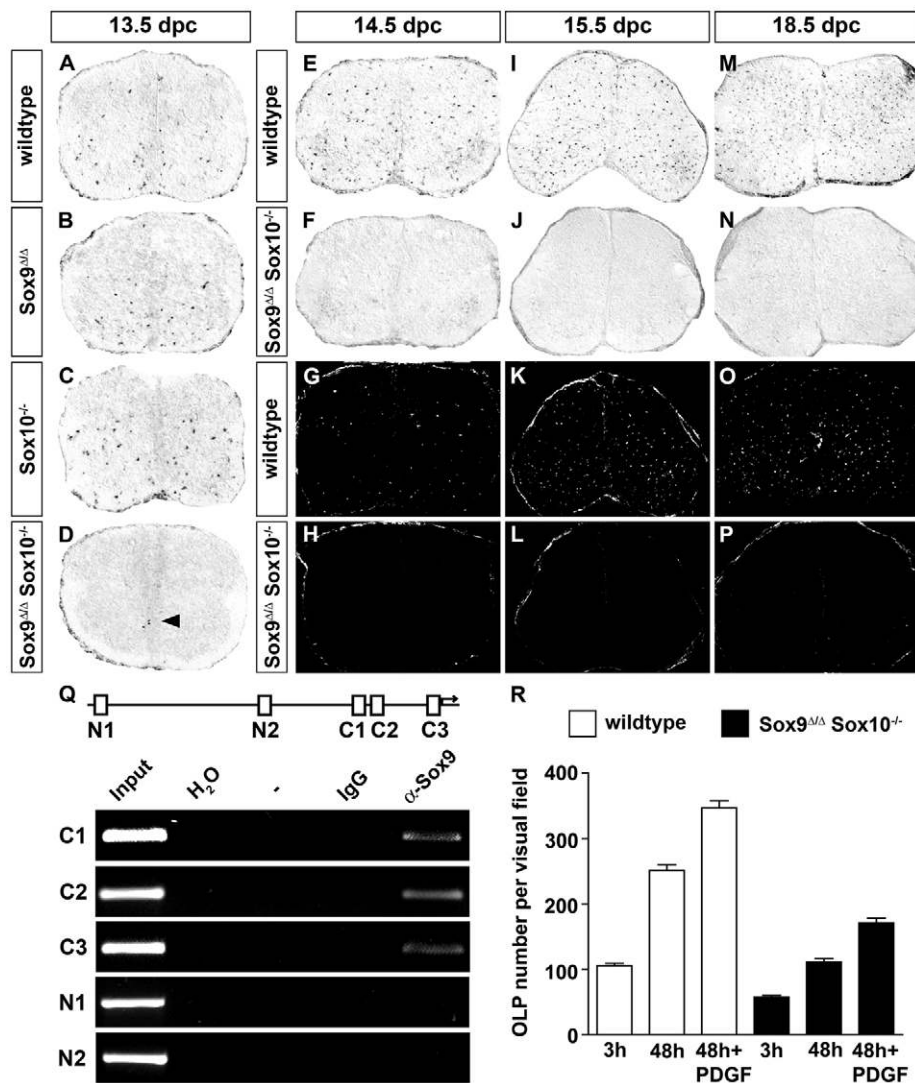 13.5 dpc 14.5 dpc 15.5 dpc 18.5 dpc
A E I M
wildtype wildtype
B F J N
Sox9Δ/Δ Sox9Δ/Δ Sox10-/-
C G K O
Sox10-/- wildtype
D H L P
Sox9Δ/Δ Sox10-/- Sox9Δ/Δ Sox10-/-
Q
N1 N2 C1 C2 C3
Input H2O - IgG α-Sox9
C1
C2
C3
N1
N2
R
wildtype Sox9Δ/Δ Sox10-/-
OLP number per visual field
400
300
200
100
0
3h 48h 48h+ PDGF 3h 48h 48h+ PDGF